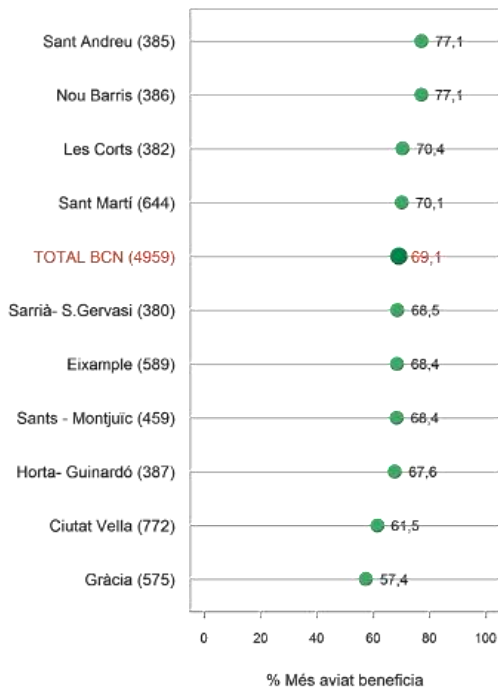 Sant Andreu (385) 77,1
Nou Barris (386) 77,1
Les Corts (382) 70,4
Sant Martí (644) 70,1
TOTAL BCN (4959) 69,1
Sarrià- S.Gervasi (380) 68,5
Eixample (589) 68,4
Sants - Montjuïc (459) 68,4
Horta- Guinardó (387) 67,6
Ciutat Vella (772) 61,5
Gràcia (575) 57,4
0 20 40 60 80 100
% Més aviat beneficia